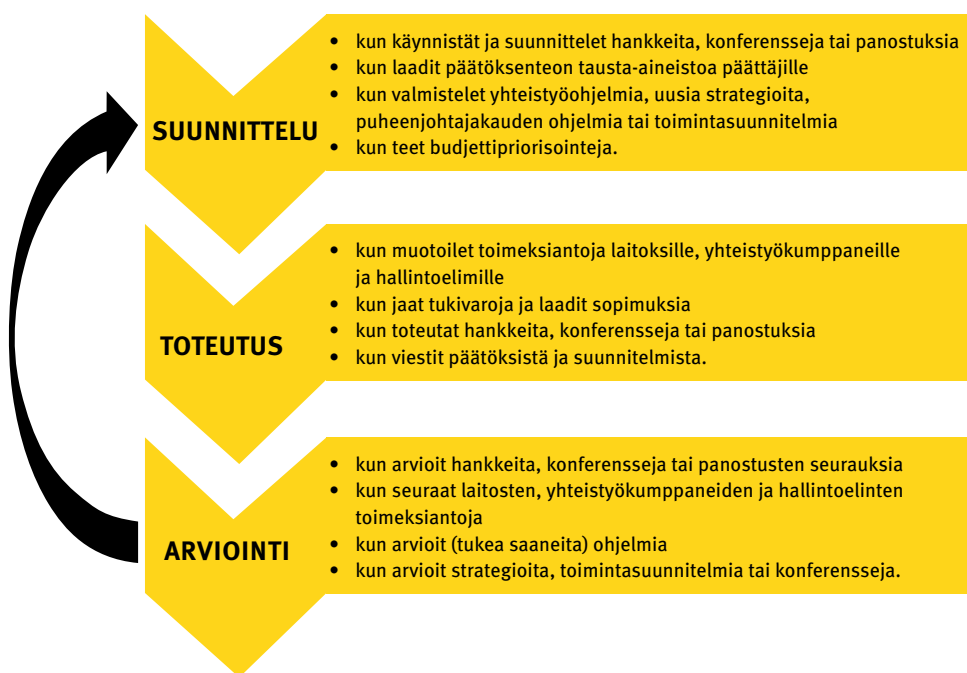 SUUNNITTELU
• kun käynnistät ja suunnittelet hankkeita, konferensseja tai panostuksia
• kun laadit päätöksenteon tausta-aineistoa päättäjille
• kun valmistelet yhteistyöohjelmia, uusia strategioita,
puheenjohtajakauden ohjelmia tai toimintasuunnitelmia
• kun teet budjettipriorisointeja.
TOTEUTUS
• kun muotoilet toimeksiantoja laitoksille, yhteistyökumppaneille
ja hallintoelimille
• kun jaat tukivaroja ja laadit sopimuksia
• kun toteutat hankkeita, konferensseja tai panostuksia
• kun viestit päätöksistä ja suunnitelmista.
ARVIOINTI
• kun arvioit hankkeita, konferensseja tai panostusten seurauksia
• kun seuraat laitosten, yhteistyökumppaneiden ja hallintoelinten
toimeksiantoja
• kun arvioit (tukea saaneita) ohjelmia
• kun arvioit strategioita, toimintasuunnitelmia tai konferensseja.